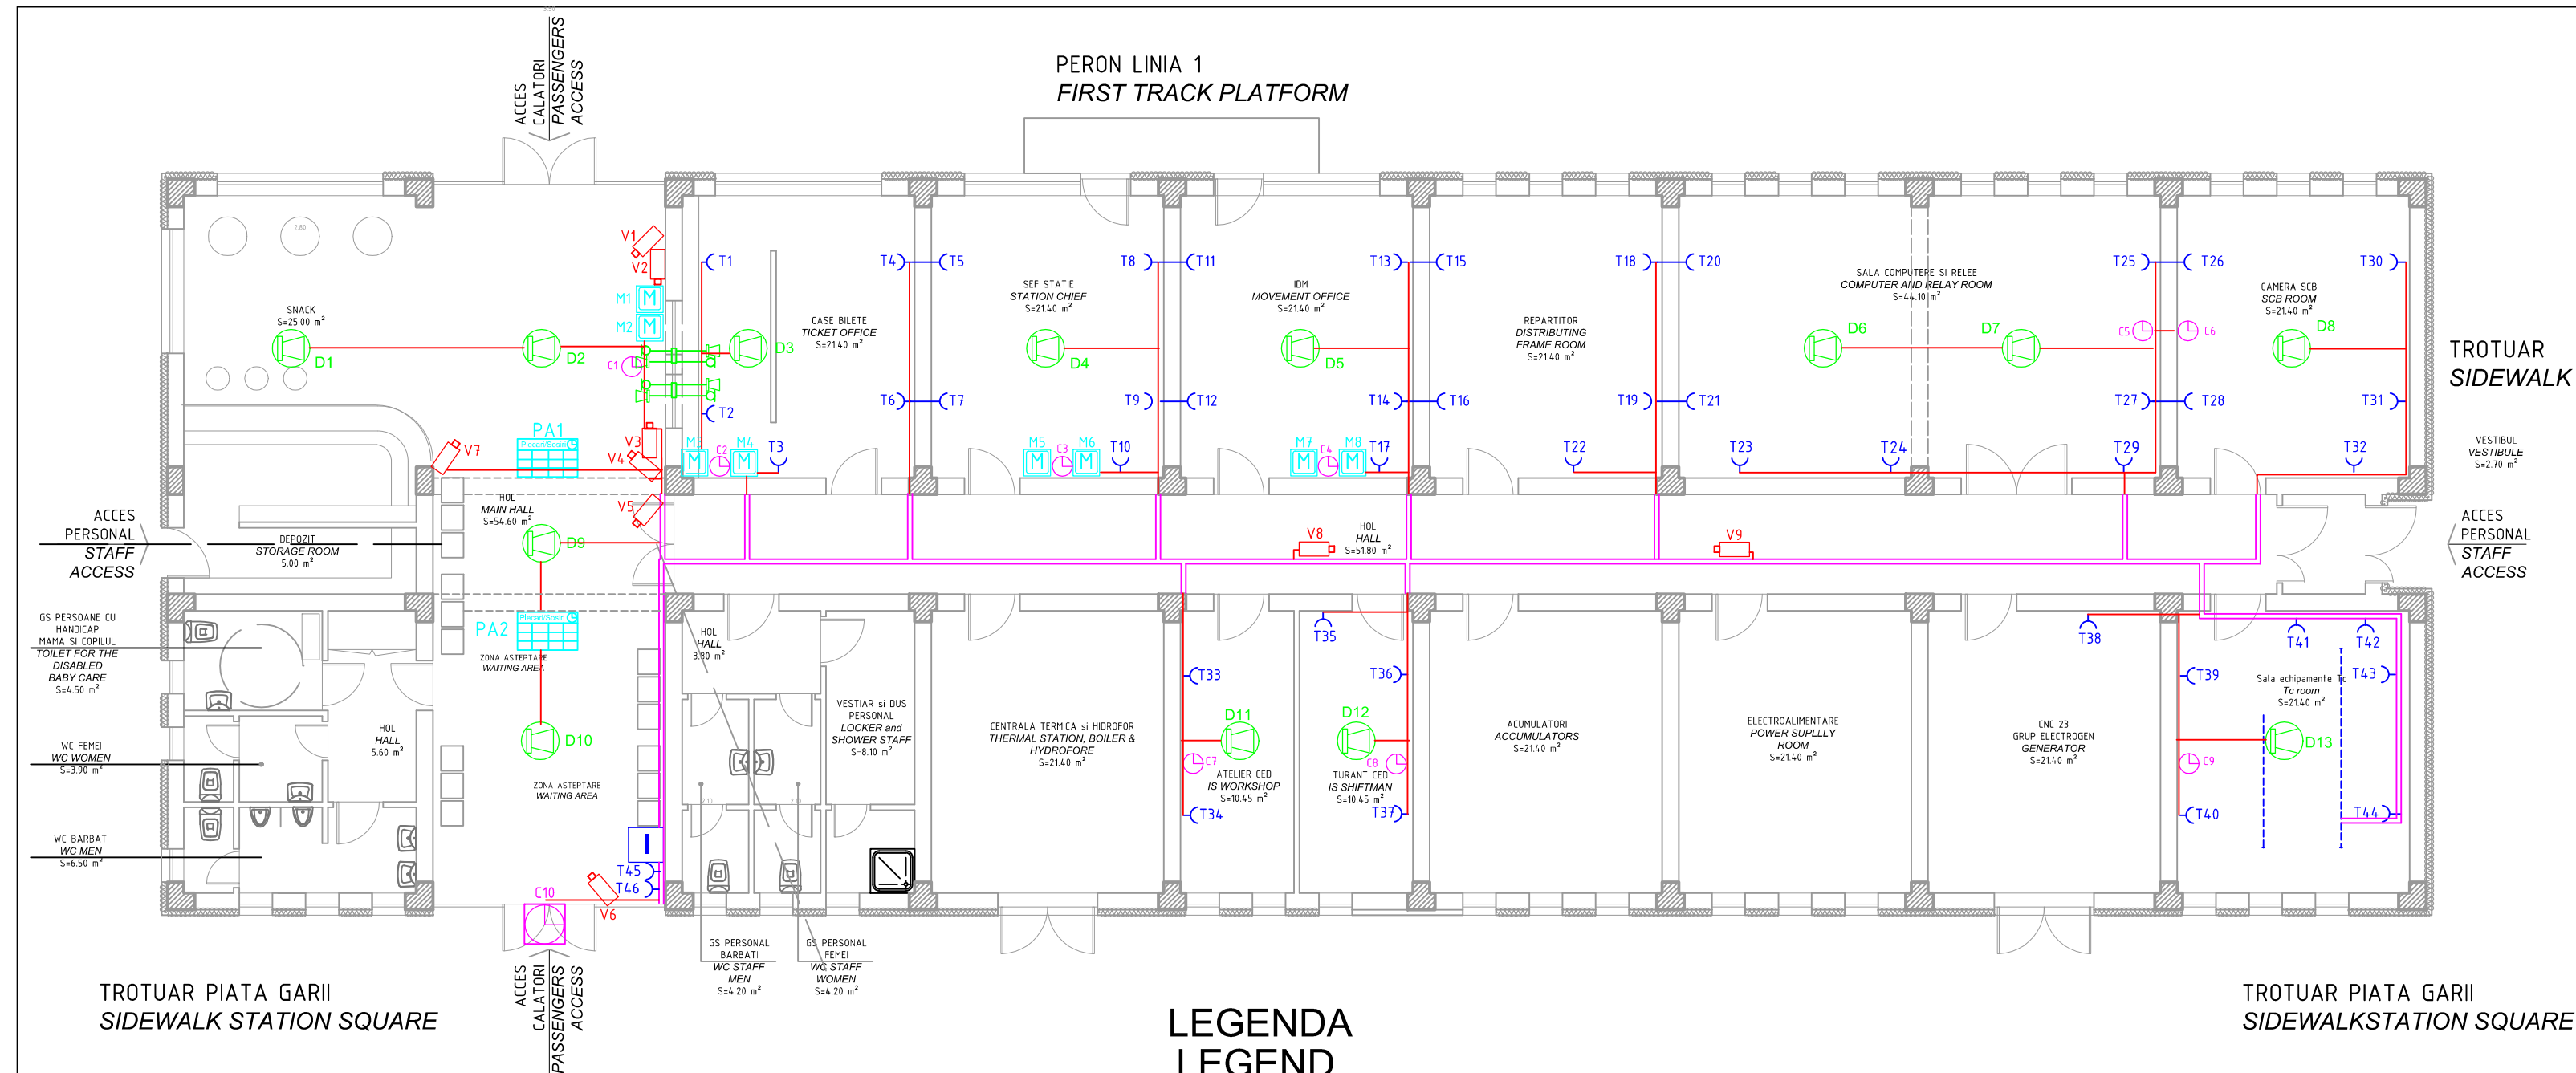 ACCES
CALATORI
PASSENGERS
ACCESS
PERON LINIA 1
FIRST TRACK PLATFORM
V1
V2
M1
M
M2
M
2.80
SNACK
S=25.00 m²
D1
D2
C1
D3
T1
T2
CASE BILETE
TICKET OFFICE
S=21.40 m²
T4
T5
T6
T7
SEF STATIE
STATION CHIEF
S=21.40 m²
D4
T8
T11
T9
T12
IDM
MOVEMENT OFFICE
S=21.40 m²
D5
T13
T15
T14
T16
REPARTITOR
DISTRIBUTING
FRAME ROOM
S=21.40 m²
T18
T20
T19
T21
SALA COMPUTERE SI RELEE
COMPUTER AND RELAY ROOM
S=44.10 m²
D6
D7
T25
T26
C5
C6
T27
T28
CAMERA SCB
SCB ROOM
S=21.40 m²
D8
T30
T31
TROTUAR
SIDEWALK
PA1
Plecari/Sosiri
V7
V3
V4
V5
M3
M
C2
M4
M
T3
M5
M
C3
M6
M
T10
M7
M
C4
M8
M
T17
T22
T23
T24
T29
T32
VESTIBUL
VESTIBULE
S=2.70 m²
HOL
MAIN HALL
S=54.60 m²
ACCES
PERSONAL
STAFF
ACCESS
DEPOZIT
STORAGE ROOM
5.00 m²
D9
V8
HOL
HALL
S=51.80 m²
V9
ACCES
PERSONAL
STAFF
ACCESS
GS PERSOANE CU
HANDICAP
MAMA SI COPILUL
TOILET FOR THE
DISABLED
BABY CARE
S=4.50 m²
PA2
Plecari/Sosiri
ZONA ASTEPTARE
WAITING AREA
HOL
HALL
3.80 m²
T35
T38
T41
T42
T33
T36
T39
T43
Sala echipamente Tc
Tc room
S=21.40 m²
WC FEMEI
WC WOMEN
S=3.90 m²
HOL
HALL
5.60 m²
D10
VESTIAR si DUS
PERSONAL
LOCKER and
SHOWER STAFF
S=8.10 m²
CENTRALA TERMICA si HIDROFOR
THERMAL STATION, BOILER &
HYDROFORE
S=21.40 m²
D11
C7
ATELIER CED
IS WORKSHOP
S=10.45 m²
D12
C8
TURANT CED
IS SHIFTMAN
S=10.45 m²
ACUMULATORI
ACCUMULATORS
S=21.40 m²
ELECTROALIMENTARE
POWER SUPLLLY
ROOM
S=21.40 m²
CNC 23
GRUP ELECTROGEN
GENERATOR
S=21.40 m²
C9
D13
ZONA ASTEPTARE
WAITING AREA
2.10
2.10
T34
T37
T40
T44
WC BARBATI
WC MEN
S=6.50 m²
I
T45
T46
C10
V6
GS PERSONAL
BARBATI
WC STAFF
MEN
S=4.20 m²
GS PERSONAL
FEMEI
WC STAFF
WOMEN
S=4.20 m²
ACCES
CALATORI
PASSENGERS
ACCESS
TROTUAR PIATA GARII
SIDEWALK STATION SQUARE
LEGENDA
LEGEND
TROTUAR PIATA GARII
SIDEWALKSTATION SQUARE